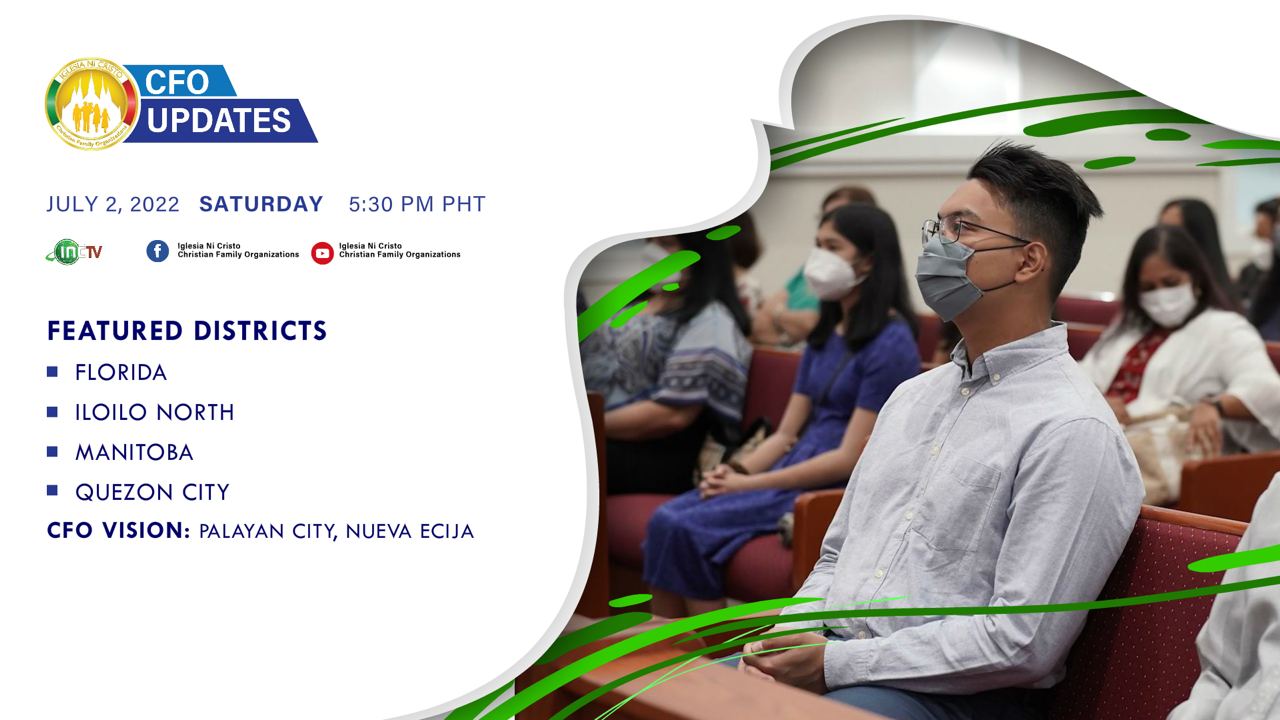 IGLESIA NI CRISTO
Christian Family Organizations
CFO
UPDATES
JULY 2, 2022 SATURDAY 5:30 PM PHT
INCTV
Iglesia Ni Cristo
Christian Family Organizations
Iglesia Ni Cristo
Christian Family Organizations
FEATURED DISTRICTS
FLORIDA
ILOILO NORTH
MANITOBA
QUEZON CITY
CFO VISION: PALAYAN CITY, NUEVA ECIJA